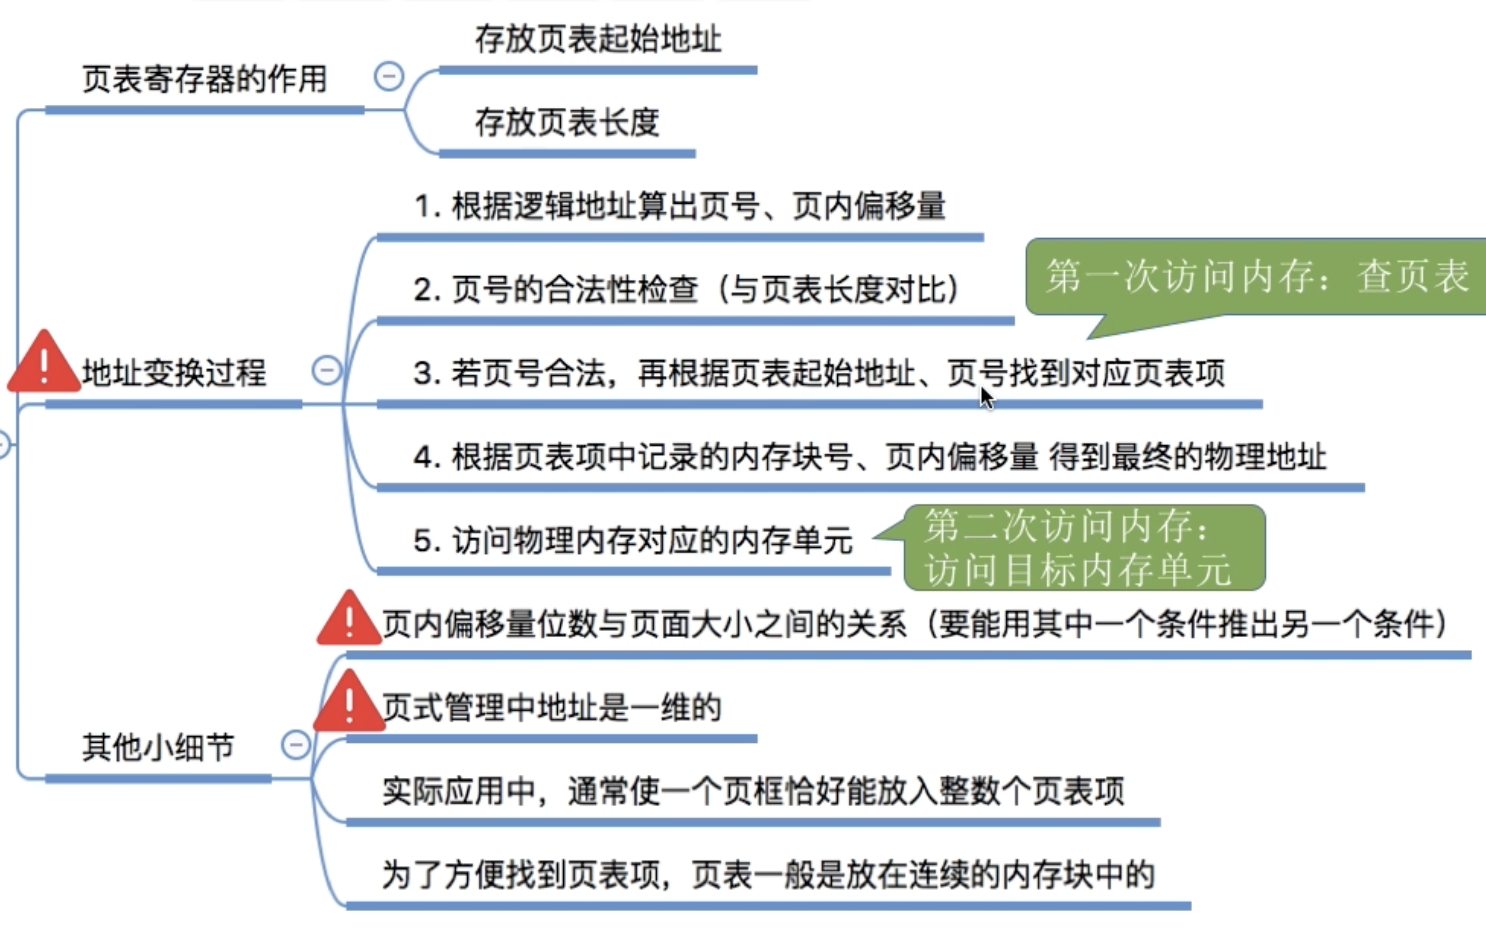 存放页表起始地址
页表寄存器的作用
存放页表长度
1. 根据逻辑地址算出页号、页内偏移量
2. 页号的合法性检查（与页表长度对比）
第一次访问内存：查页表
地址变换过程
3. 若页号合法，再根据页表起始地址、页号找到对应页表项
4. 根据页表项中记录的内存块号、页内偏移量 得到最终的物理地址
5. 访问物理内存对应的内存单元
第二次访问内存：
访问目标内存单元
页内偏移量位数与页面大小之间的关系（要能用其中一个条件推出另一个条件）
页式管理中地址是一维的
其他小细节
实际应用中，通常使一个页框恰好能放入整数个页表项
为了方便找到页表项，页表一般是放在连续的内存块中的